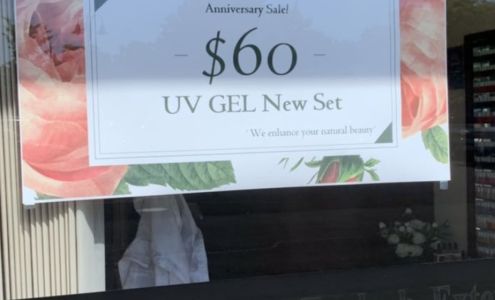 Anniversary Sale!
$60
UV GEL New Set
"We enhance your natural beauty"